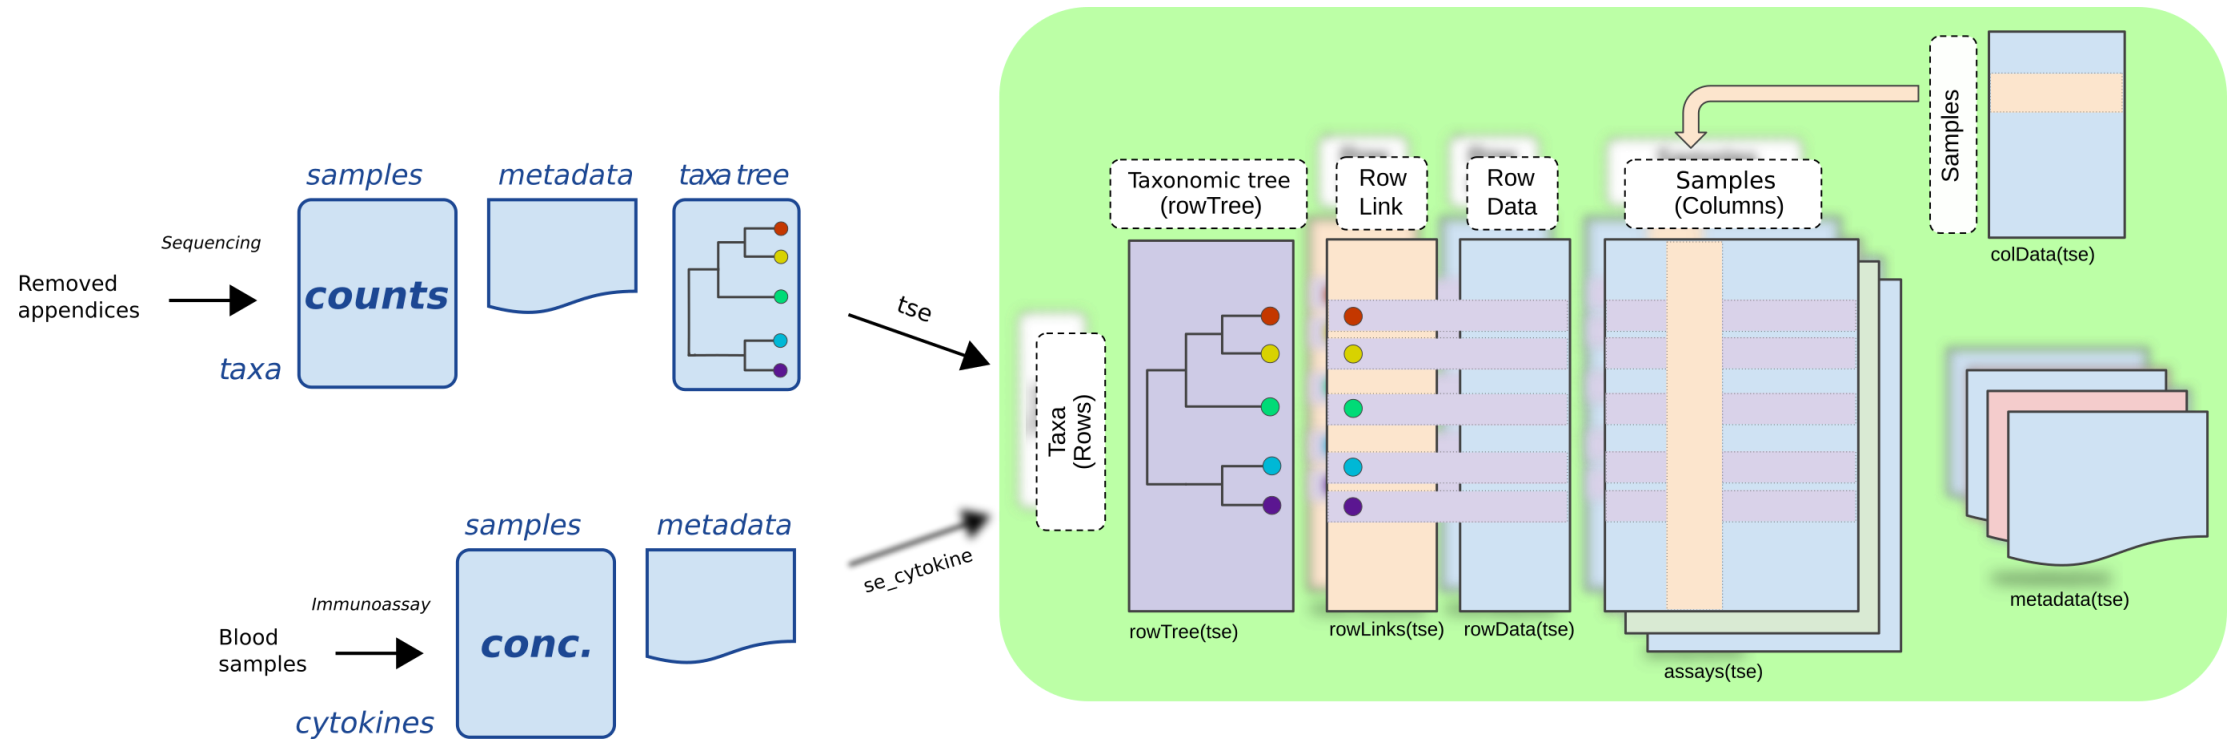 samples
metadata
taxa tree
Sequencing
Removed
appendices
counts
taxa
tse
samples
metadata
Immunoassay
Blood
samples
conc.
cytokines
se_cytokine
Taxa
(Rows)
Taxonomic tree
(rowTree)
Row
Link
Row
Data
Samples
(Columns)
Samples
colData(tse)
rowTree(tse)
rowLinks(tse)
rowData(tse)
assays(tse)
metadata(tse)